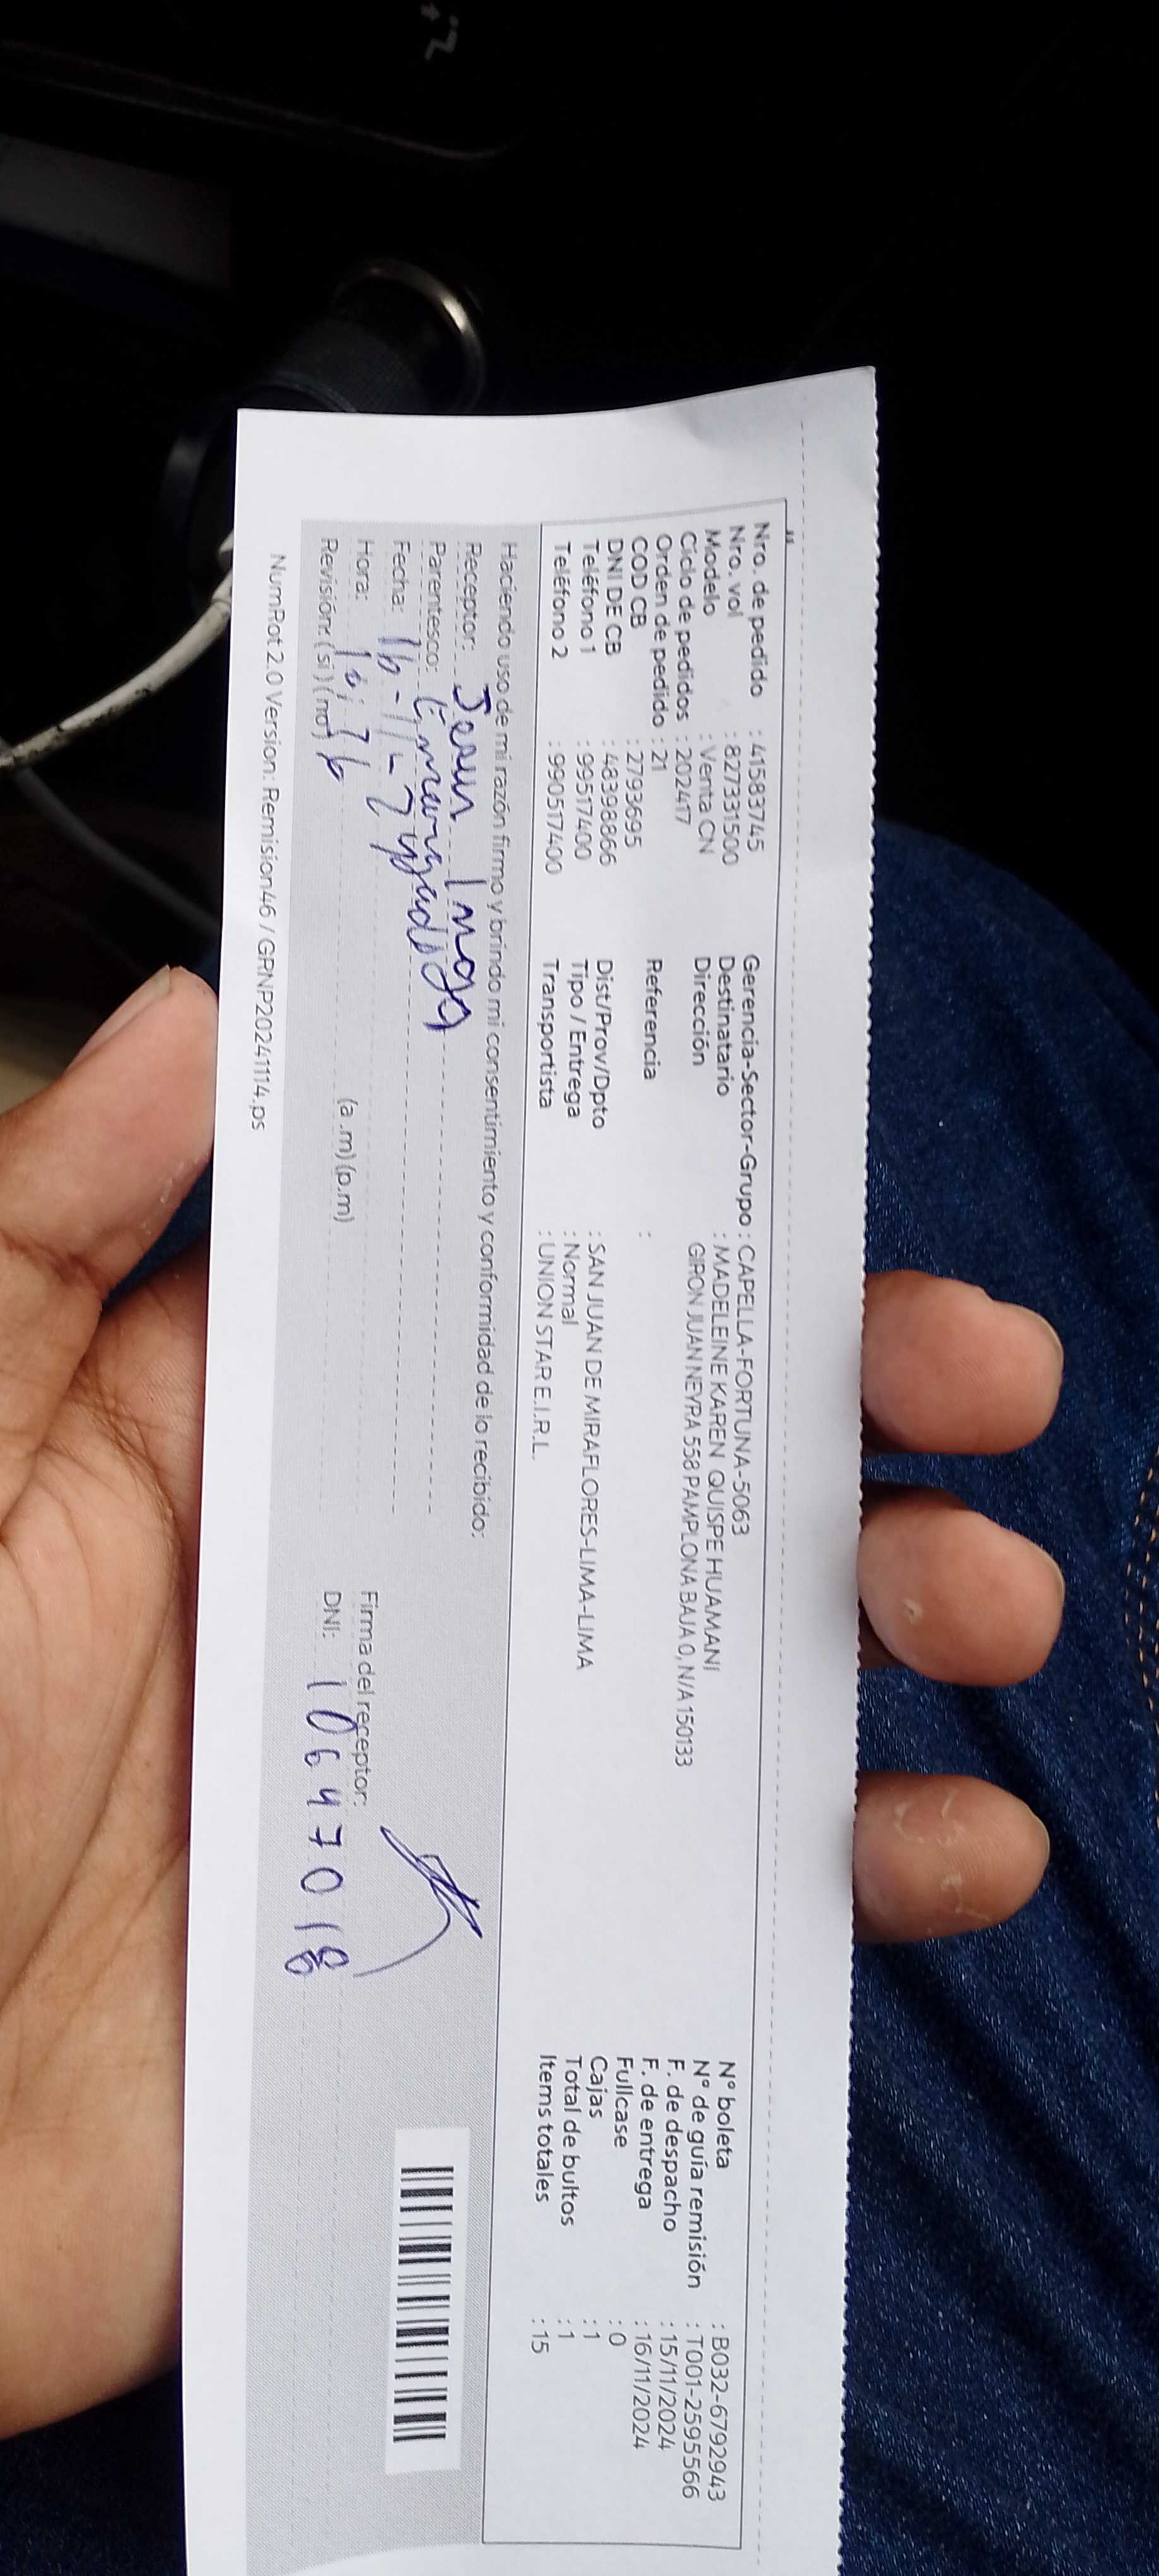 Nro. de pedido : 41583745
Nro. vol : 827331500
Modelo : Venta CN
Ciclo de pedidos : 202417
Orden de pedido : 21
COD CB : 2793695
DNI DE CB : 48398866
Teléfono 1 : 99517400
Teléfono 2 : 990517400
Gerencia-Sector-Grupo : CAPELLA-FORTUNA-5063
Destinatario : MADELEINE KAREN QUISPE HUAMANI
Dirección GIRON JUAN NEYRA 558 PAMPLONA BAJA 0, N/A 150133
Referencia :
Dist/Prov/Dpto : SAN JUAN DE MIRAFLORES-LIMA-LIMA
Tipo / Entrega : Normal
Transportista : UNION STAR E.I.R.L.
N° boleta : B032-6792943
N° de guía remisión : T001-2595566
F. de despacho : 15/11/2024
F. de entrega : 16/11/2024
Fullcase : 0
Cajas : 1
Total de bultos : 1
Items totales : 15
Haciendo uso de mi razón firmo y brindo mi consentimiento y conformidad de lo recibido:
Receptor: Jesus Inga
Parentesco:
Fecha: 16-11-
Hora: (a.m) (p.m)
Revisión: (si) (no)
Firma del receptor:
DNI: 10647018
NumRot 2.0 Version: Remision46 / GRNP20241114.ps